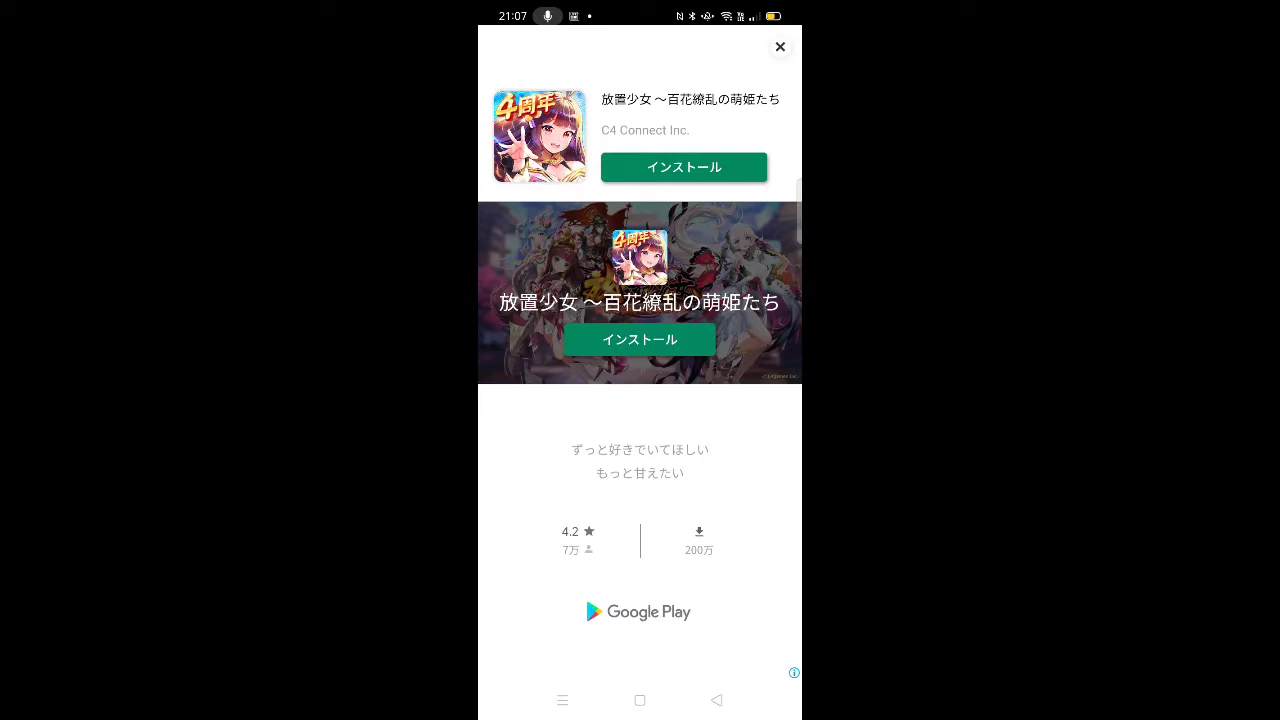 21:07
放置少女 〜百花繚乱の萌姫たち
C4 Connect Inc.
4周年
インストール
4周年
放置少女 〜百花繚乱の萌姫たち
インストール
ずっと好きでいてほしい
もっと甘えたい
4.2
7万
200万
Google Play